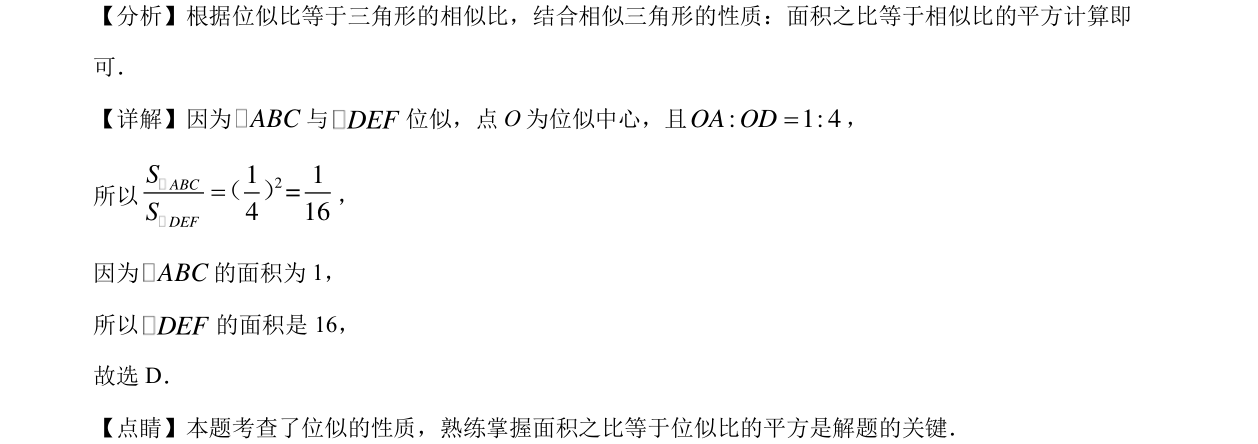 【分析】根据位似比等于三角形的相似比，结合相似三角形的性质：面积之比等于相似比的平方计算即
可．
【详解】因为□ABC与□DEF位似，点O为位似中心，且OA:OD=1:4，
所以 S□ABC/S□DEF=(1/4)²=1/16，
因为□ABC的面积为1，
所以□DEF的面积是16，
故选D．
【点睛】本题考查了位似的性质，熟练掌握面积之比等于位似比的平方是解题的关键．